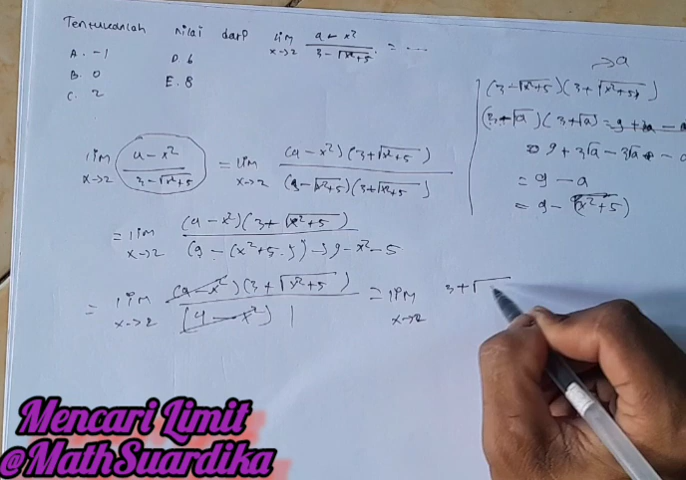 Tentukanlah nilai dari lim x→2 (4 - x²)/(3 - √(x²+5)) = ...
A. -1
B. 0
C. 2
D. 6
E. 8
lim x→2 (4 - x²)/(3 - √(x²+5)) = lim x→2 (4 - x²)(3 + √(x²+5))/(3 - √(x²+5))(3 + √(x²+5))
= lim x→2 (4 - x²)(3 + √(x²+5))/(9 - (x²+5)) → 9 - x² - 5
= lim x→2 (4 - x²)(3 + √(x²+5))/(4 - x²) 1 = lim x→2 3 + √
→ a
(3 - √(x²+5))(3 + √(x²+5))
(3 - √a)(3 + √a) = 9
9 + 3√a - 3√a -
= 9 - a
= 9 - (x²+5)
Mencari Limit
@MathSuardika